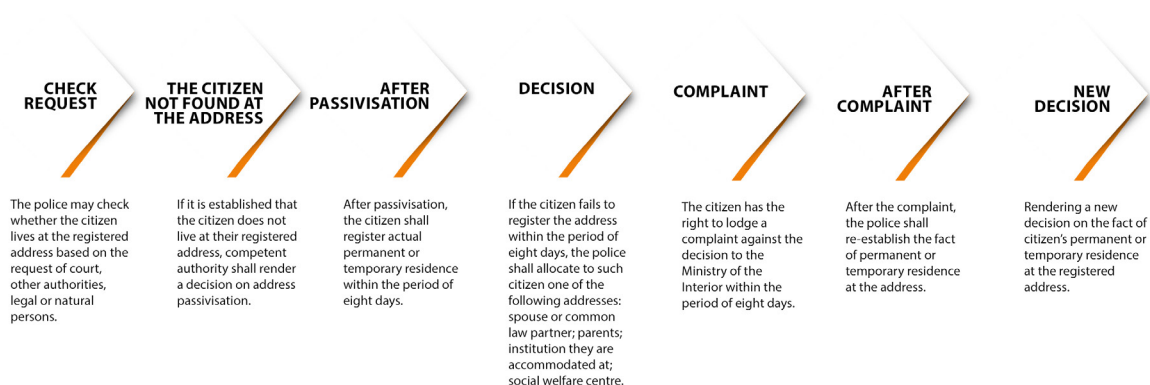 CHECK
REQUEST
The police may check
whether the citizen
lives at the registered
address based on the
request of court,
other authorities,
legal or natural
persons.
THE CITIZEN
NOT FOUND AT
THE ADDRESS
If it is established that
the citizen does not
live at their registered
address, competent
authority shall render
a decision on address
passivisation.
AFTER
PASSIVISATION
After passivisation,
the citizen shall
register actual
permanent or
temporary residence
within the period of
eight days.
DECISION
If the citizen fails to
register the address
within the period of
eight days, the police
shall allocate to such
citizen one of the
following addresses:
spouse or common
law partner; parents;
institution they are
accommodated at;
social welfare centre.
COMPLAINT
The citizen has the
right to lodge a
complaint against the
decision to the
Ministry of the
Interior within the
period of eight days.
AFTER
COMPLAINT
After the complaint,
the police shall
re-establish the fact
of permanent or
temporary residence
at the address.
NEW
DECISION
Rendering a new
decision on the fact of
citizen’s permanent or
temporary residence
at the registered
address.